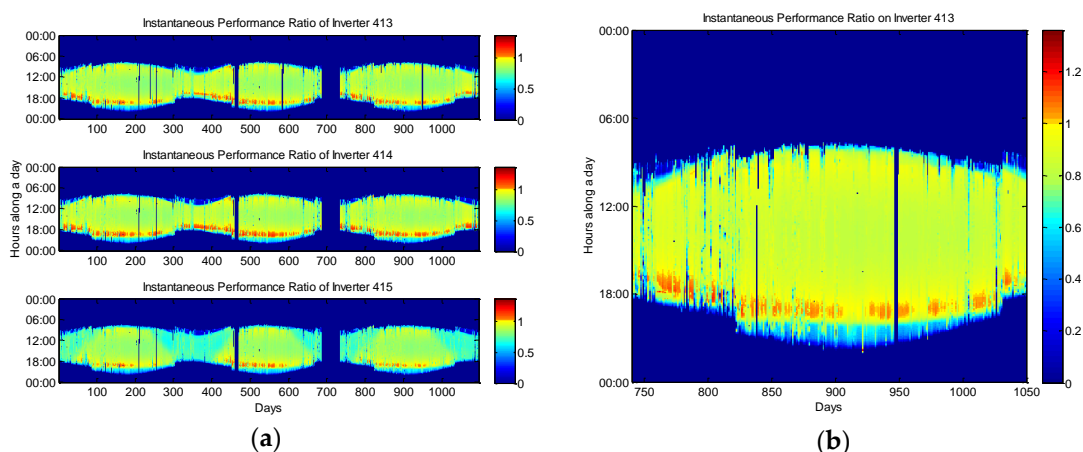 Instantaneous Performance Ratio of Inverter 413
00:00
06:00
12:00
18:00
00:00
100 200 300 400 500 600 700 800 900 1000
1
0.5
0
Instantaneous Performance Ratio of Inverter 414
00:00
06:00
12:00
18:00
00:00
100 200 300 400 500 600 700 800 900 1000
1
0.5
0
Hours along a day
Instantaneous Performance Ratio of Inverter 415
00:00
06:00
12:00
18:00
00:00
100 200 300 400 500 600 700 800 900 1000
1
0.5
0
Days
(a)
Instantaneous Performance Ratio on Inverter 413
00:00
06:00
12:00
18:00
00:00
Hours along a day
750 800 850 900 950 1000 1050
Days
1.2
1
0.8
0.6
0.4
0.2
0
(b)